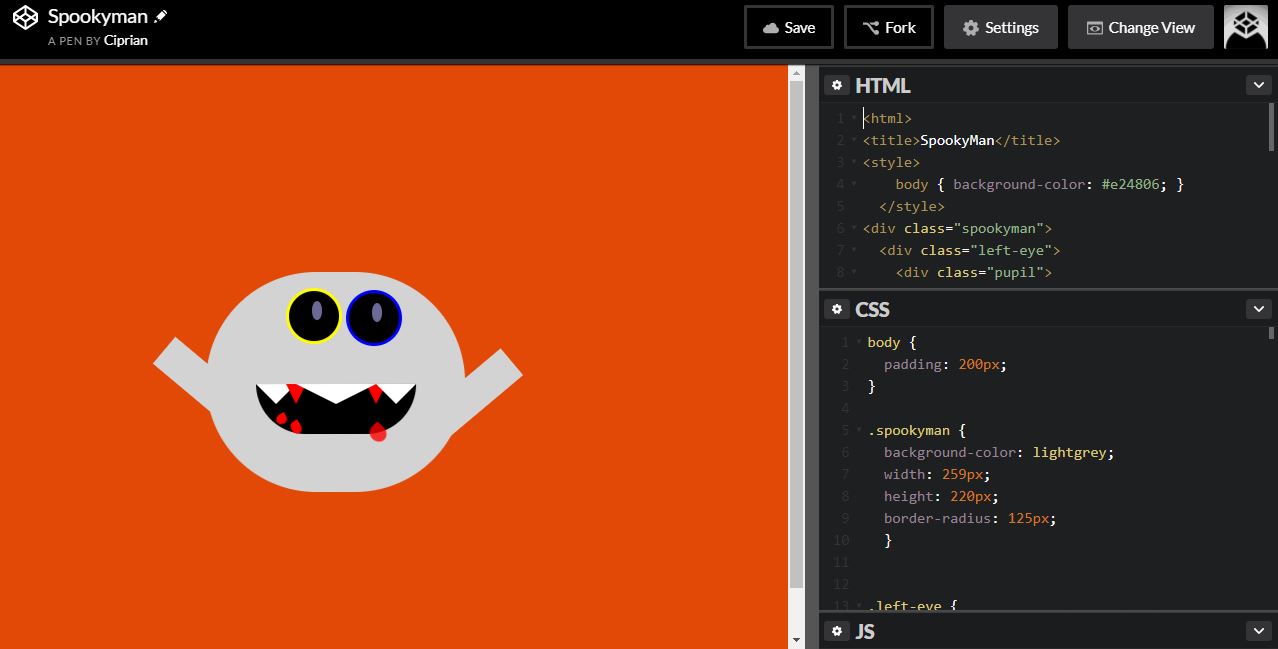 Spookyman
A PEN BY Ciprian
Save
Fork
Settings
Change View
HTML
1 <html>
2 <title>SpookyMan</title>
3 <style>
4 body { background-color: #e24806; }
5 </style>
6 <div class="spookyman">
7 <div class="left-eye">
8 <div class="pupil">
CSS
1 body {
2 padding: 200px;
3 }
4
5 .spookyman {
6 background-color: lightgrey;
7 width: 259px;
8 height: 220px;
9 border-radius: 125px;
10 }
11
12
13 .left-eye {
JS